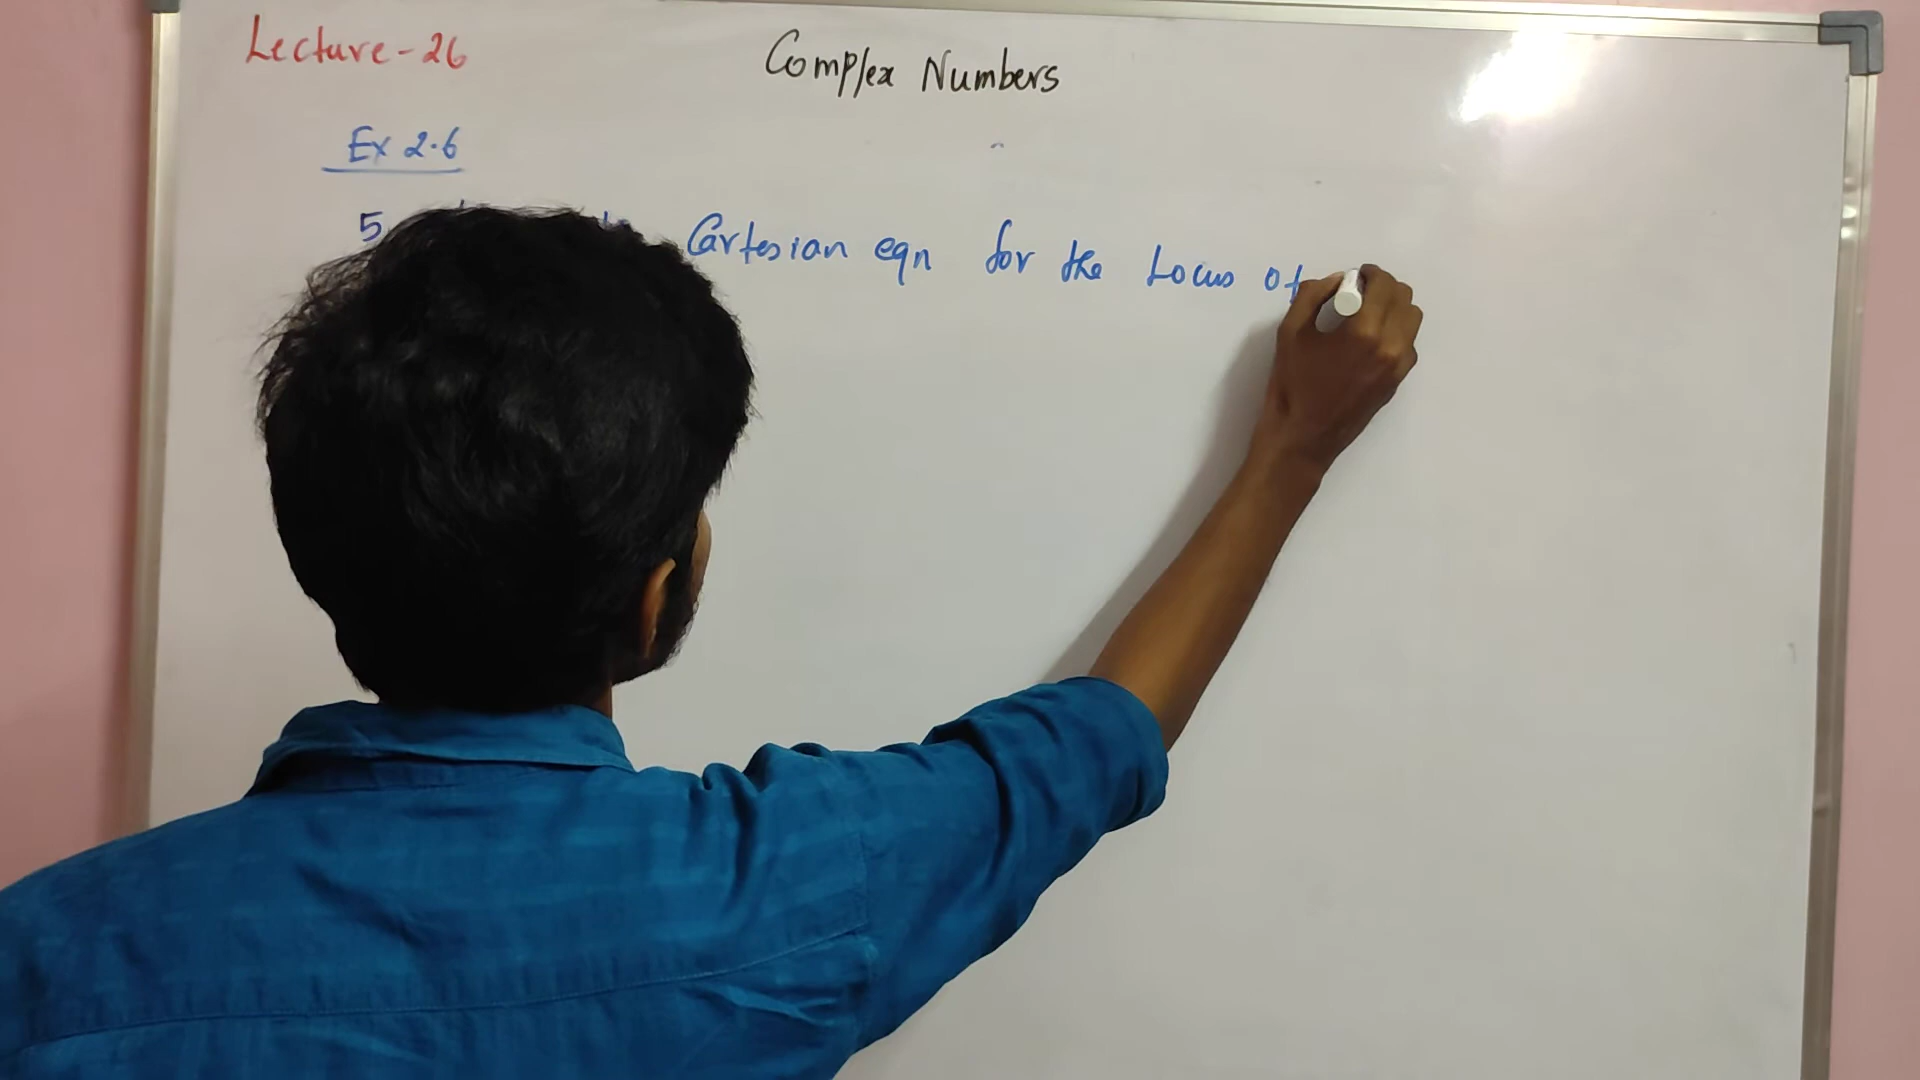 Lecture-26
Complex Numbers
Ex 2.6
5 Cartesian eqn for the Locus of